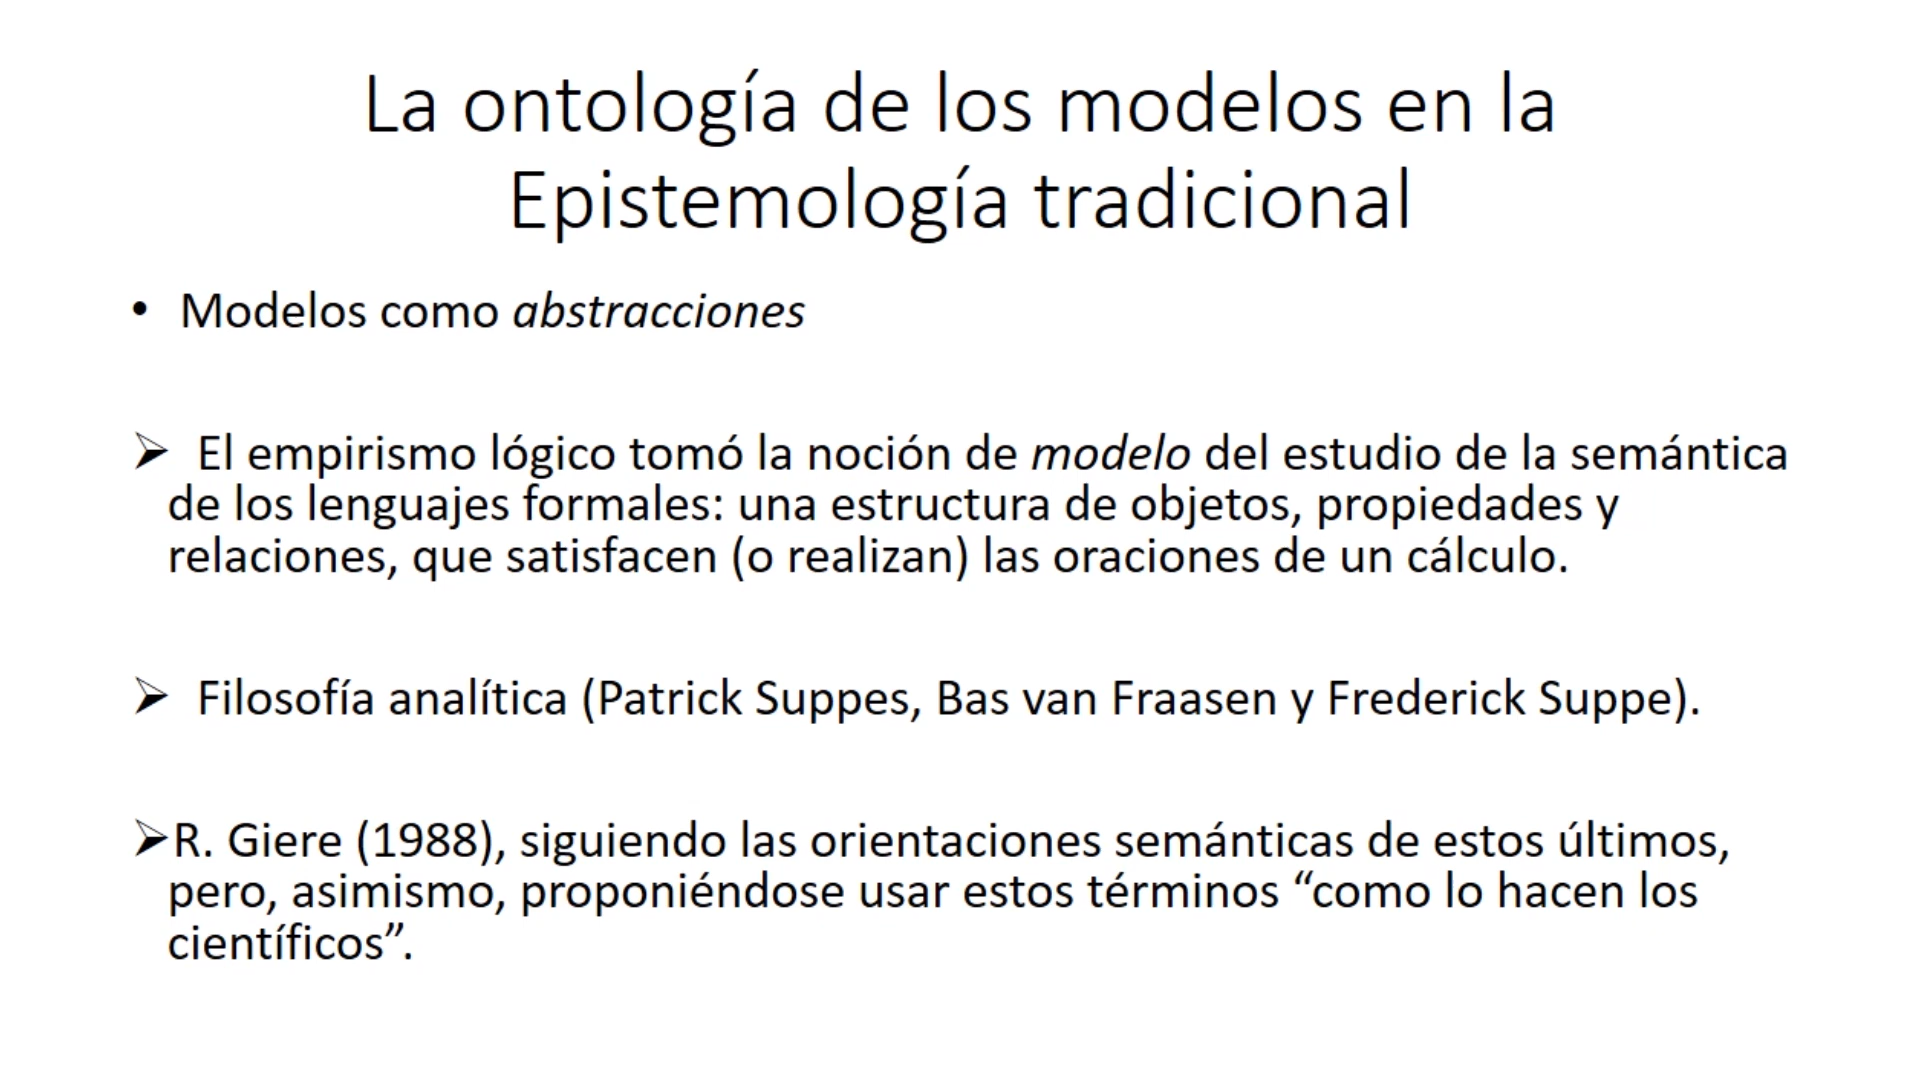 La ontología de los modelos en la
Epistemología tradicional
• Modelos como abstracciones
➢ El empirismo lógico tomó la noción de modelo del estudio de la semántica
de los lenguajes formales: una estructura de objetos, propiedades y
relaciones, que satisfacen (o realizan) las oraciones de un cálculo.
➢ Filosofía analítica (Patrick Suppes, Bas van Fraasen y Frederick Suppe).
➢R. Giere (1988), siguiendo las orientaciones semánticas de estos últimos,
pero, asimismo, proponiéndose usar estos términos “como lo hacen los
científicos”.